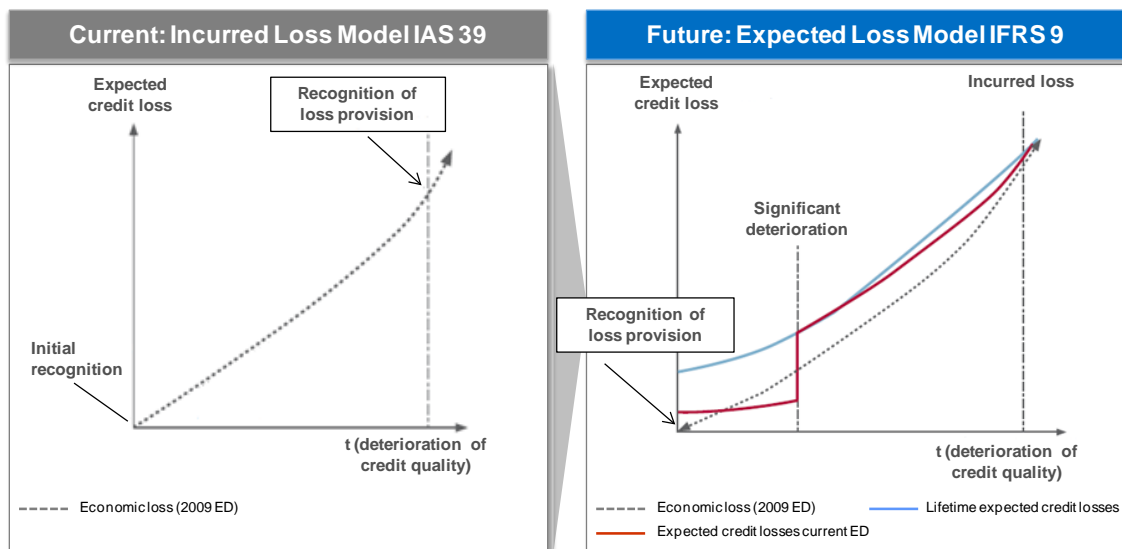 Current: Incurred Loss Model IAS 39
Expected
credit loss
Recognition of
loss provision
Initial
recognition
t (deterioration of
credit quality)
Economic loss (2009 ED)
Future: Expected Loss Model IFRS 9
Expected
credit loss
Incurred loss
Significant
deterioration
Recognition of
loss provision
t (deterioration of
credit quality)
Economic loss (2009 ED)
Lifetime expected credit losses
Expected credit losses current ED